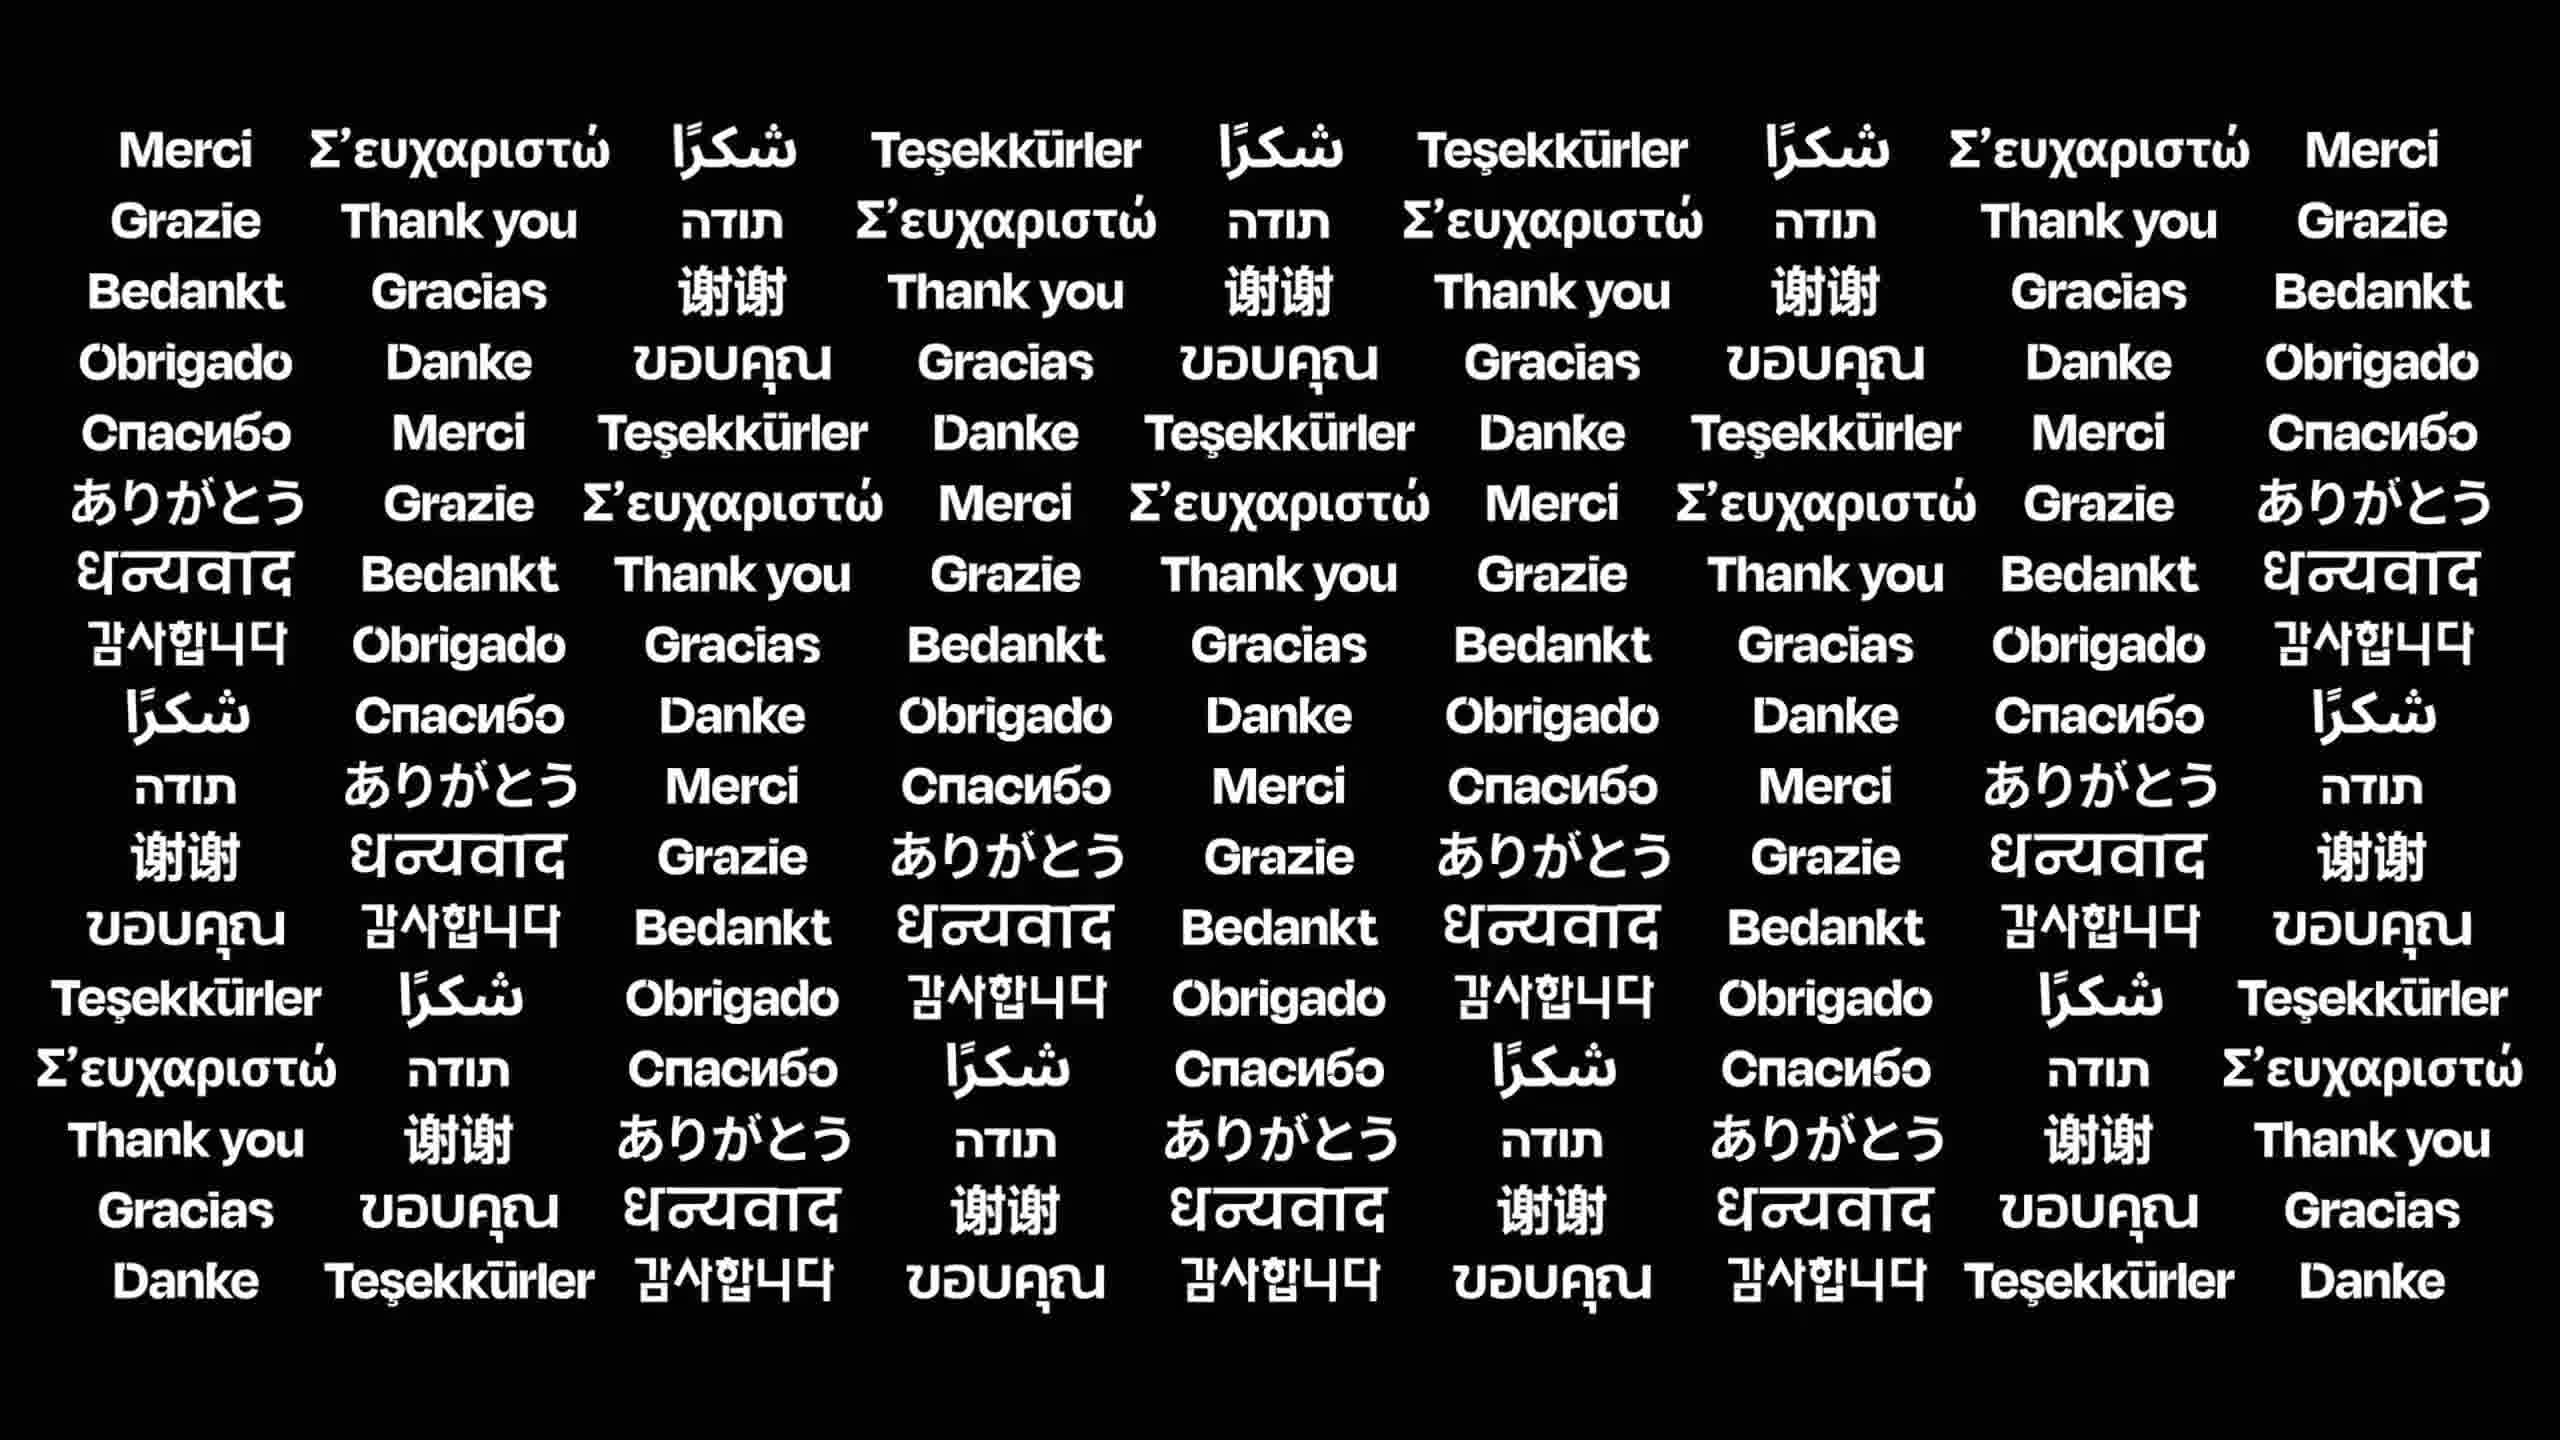 Merci Σ’ευχαριστώ شكرًا Teşekkürler شكرًا Teşekkürler شكرًا Σ’ευχαριστώ Merci
Grazie Thank you תודה Σ’ευχαριστώ תודה Σ’ευχαριστώ תודה Thank you Grazie
Bedankt Gracias 谢谢 Thank you 谢谢 Thank you 谢谢 Gracias Bedankt
Obrigado Danke ขอบคุณ Gracias ขอบคุณ Gracias ขอบคุณ Danke Obrigado
Спасибо Merci Teşekkürler Danke Teşekkürler Danke Teşekkürler Merci Спасибо
ありがとう Grazie Σ’ευχαριστώ Merci Σ’ευχαριστώ Merci Σ’ευχαριστώ Grazie ありがとう
धन्यवाद Bedankt Thank you Grazie Thank you Grazie Thank you Bedankt धन्यवाद
감사합니다 Obrigado Gracias Bedankt Gracias Bedankt Gracias Obrigado 감사합니다
شكرًا Спасибо Danke Obrigado Danke Obrigado Danke Спасибо شكرًا
תודה ありがとう Merci Спасибо Merci Спасибо Merci ありがとう תודה
谢谢 धन्यवाद Grazie ありがとう Grazie ありがとう Grazie धन्यवाद 谢谢
ขอบคุณ 감사합니다 Bedankt धन्यवाद Bedankt धन्यवाद Bedankt 감사합니다 ขอบคุณ
Teşekkürler شكرًا Obrigado 감사합니다 Obrigado 감사합니다 Obrigado شكرًا Teşekkürler
Σ’ευχαριστώ תודה Спасибо شكرًا Спасибо شكرًا Спасибо תודה Σ’ευχαριστώ
Thank you 谢谢 ありがとう תודה ありがとう תודה ありがとう 谢谢 Thank you
Gracias ขอบคุณ धन्यवाद 谢谢 धन्यवाद 谢谢 धन्यवाद ขอบคุณ Gracias
Danke Teşekkürler 감사합니다 ขอบคุณ 감사합니다 ขอบคุณ 감사합니다 Teşekkürler Danke